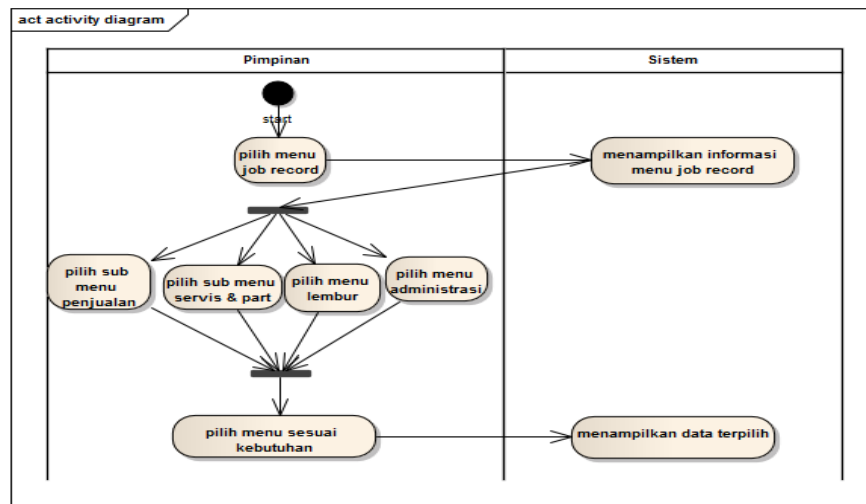 act activity diagram
Pimpinan
Sistem
start
pilih menu
job record
menampilkan informasi
menu job record
pilih sub
menu
penjualan
pilih sub menu
servis & part
pilih menu
lembur
pilih menu
administrasi
pilih menu sesuai
kebutuhan
menampilkan data terpilih